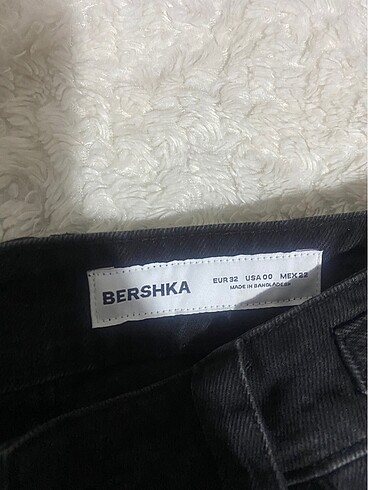 BERSHKA
EUR 32 USA 00 MEX 22
MADE IN BANGLADESH